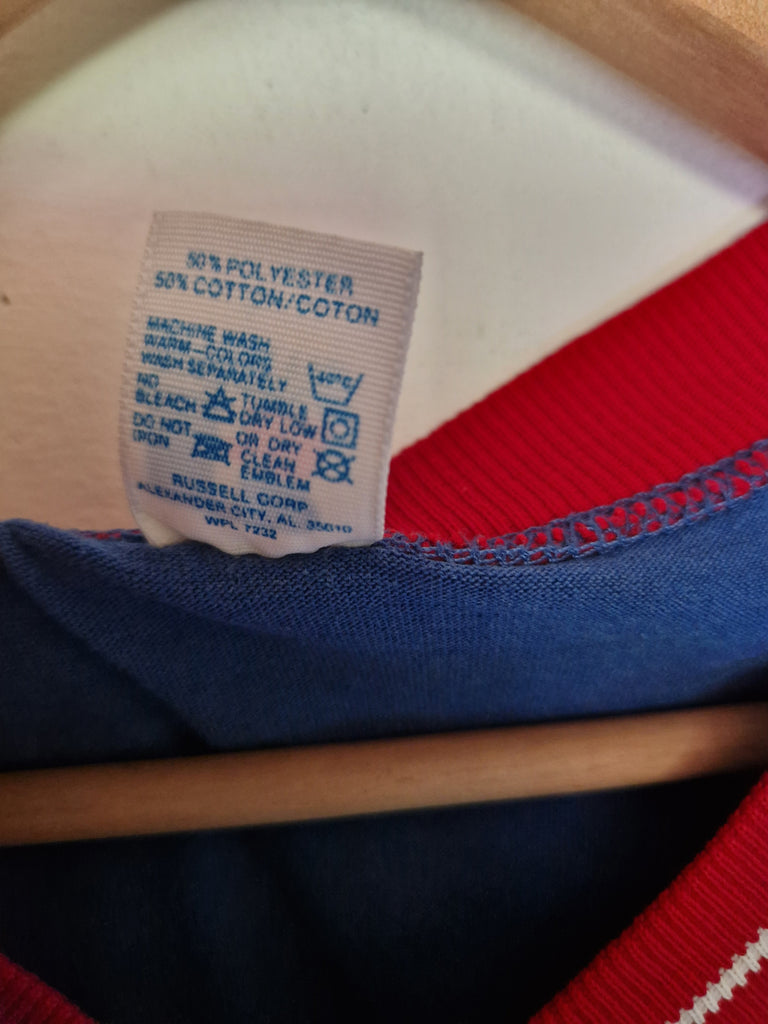 50% POLYESTER
50% COTTON/COTON
MACHINE WASH
WARM-COLORS
WASH SEPARATELY
40°C
NO
BLEACH
TUMBLE
DRY LOW
DO NOT
IRON
OR DRY
CLEAN
EMBLEM
RUSSELL CORP
ALEXANDER CITY, AL. 35010
WPL 7232